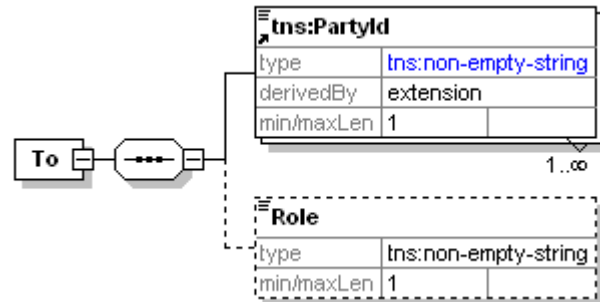 tns:PartyId
type tns:non-empty-string
derivedBy extension
min/maxLen 1
To
1..∞
Role
type tns:non-empty-string
min/maxLen 1